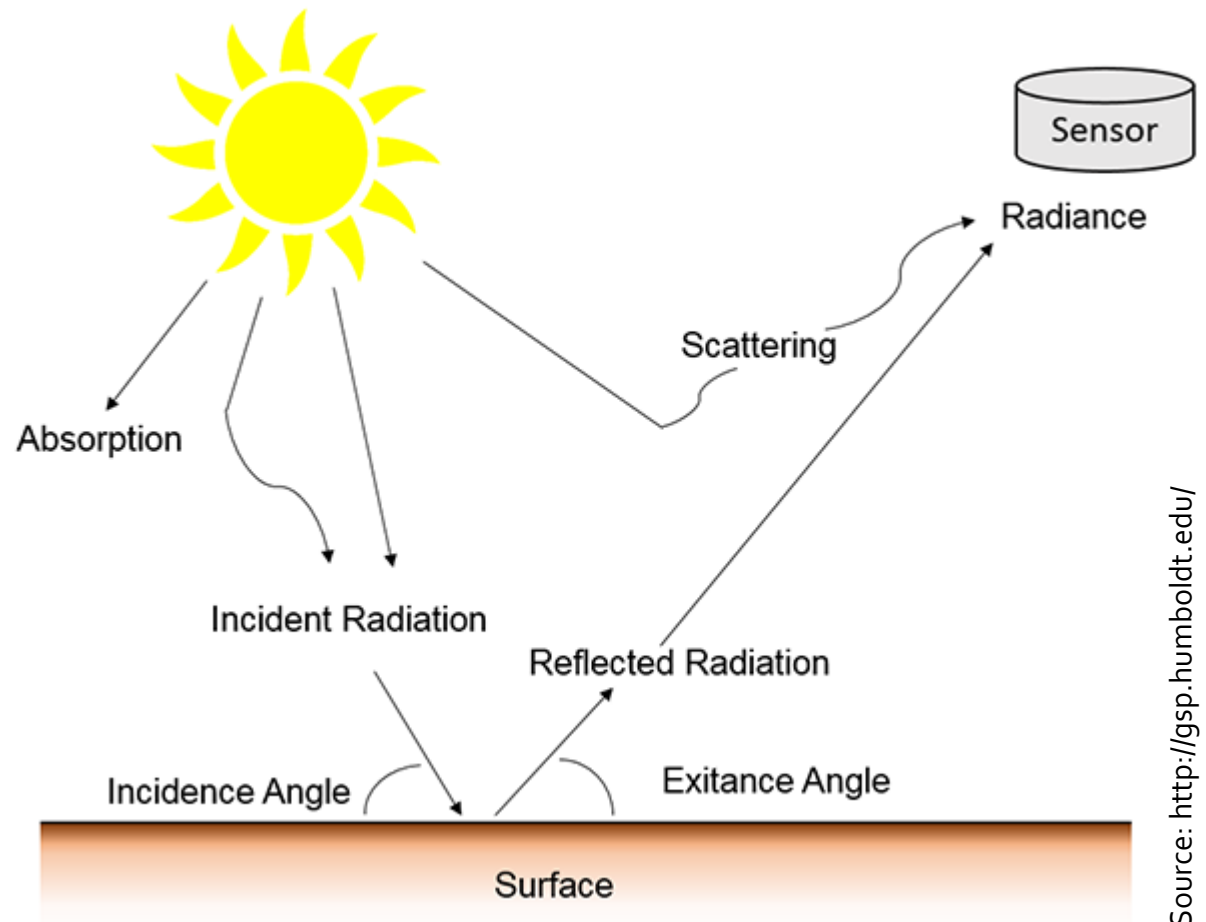 Sensor
Radiance
Scattering
Absorption
Incident Radiation
Reflected Radiation
Incidence Angle
Exitance Angle
Surface
Source: http://gsp.humboldt.edu/